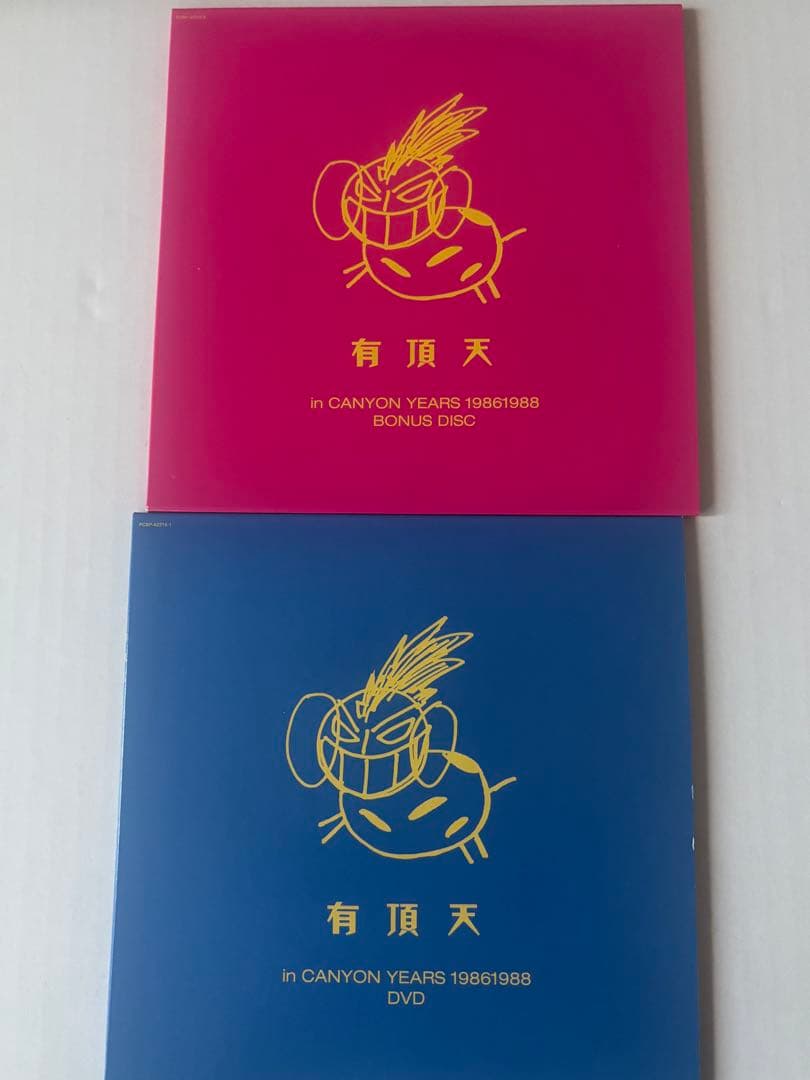 有頂天
in CANYON YEARS 19861988
BONUS DISC
有頂天
in CANYON YEARS 19861988
DVD